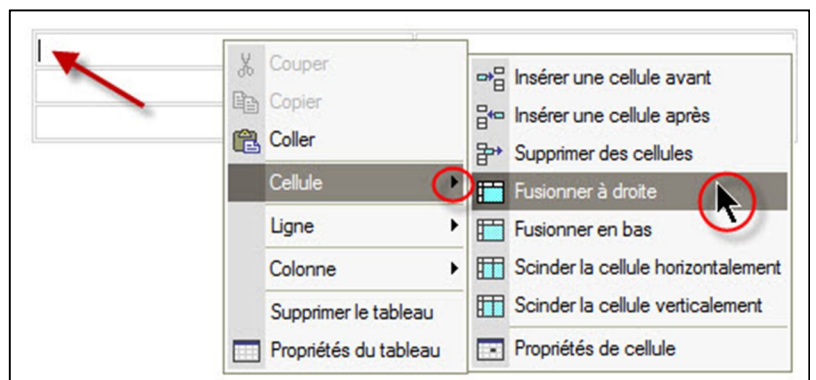 Couper
Copier
Coller
Cellule
Ligne
Colonne
Supprimer le tableau
Propriétés du tableau
Insérer une cellule avant
Insérer une cellule après
Supprimer des cellules
Fusionner à droite
Fusionner en bas
Scinder la cellule horizontalement
Scinder la cellule verticalement
Propriétés de cellule